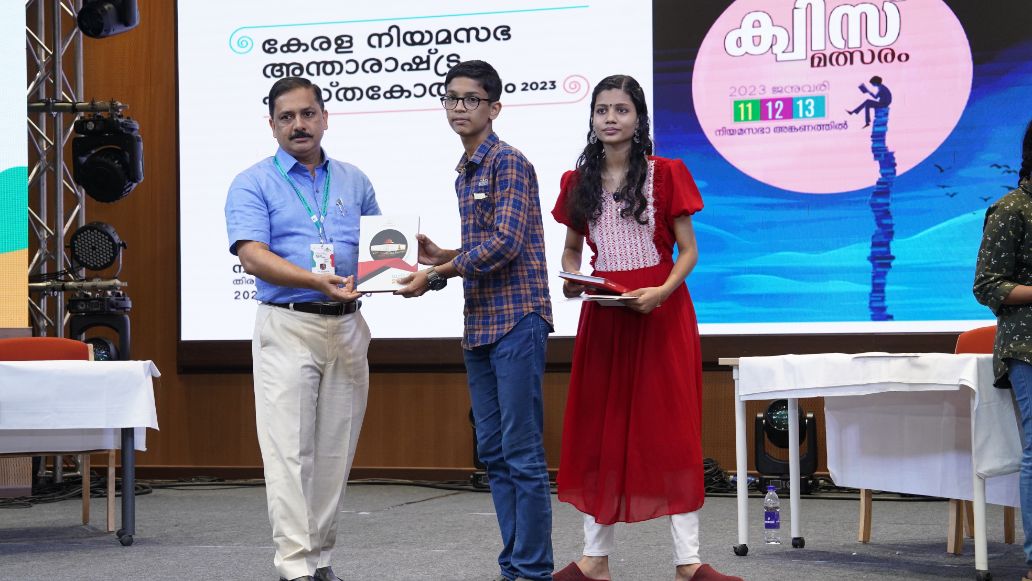 കേരള നിയമസഭ
അന്താരാഷ്ട്ര
2023
ക്വിസ്
മത്സരം
2023 ജനുവരി
11 12 13
നിയമസഭാ അങ്കണത്തിൽ